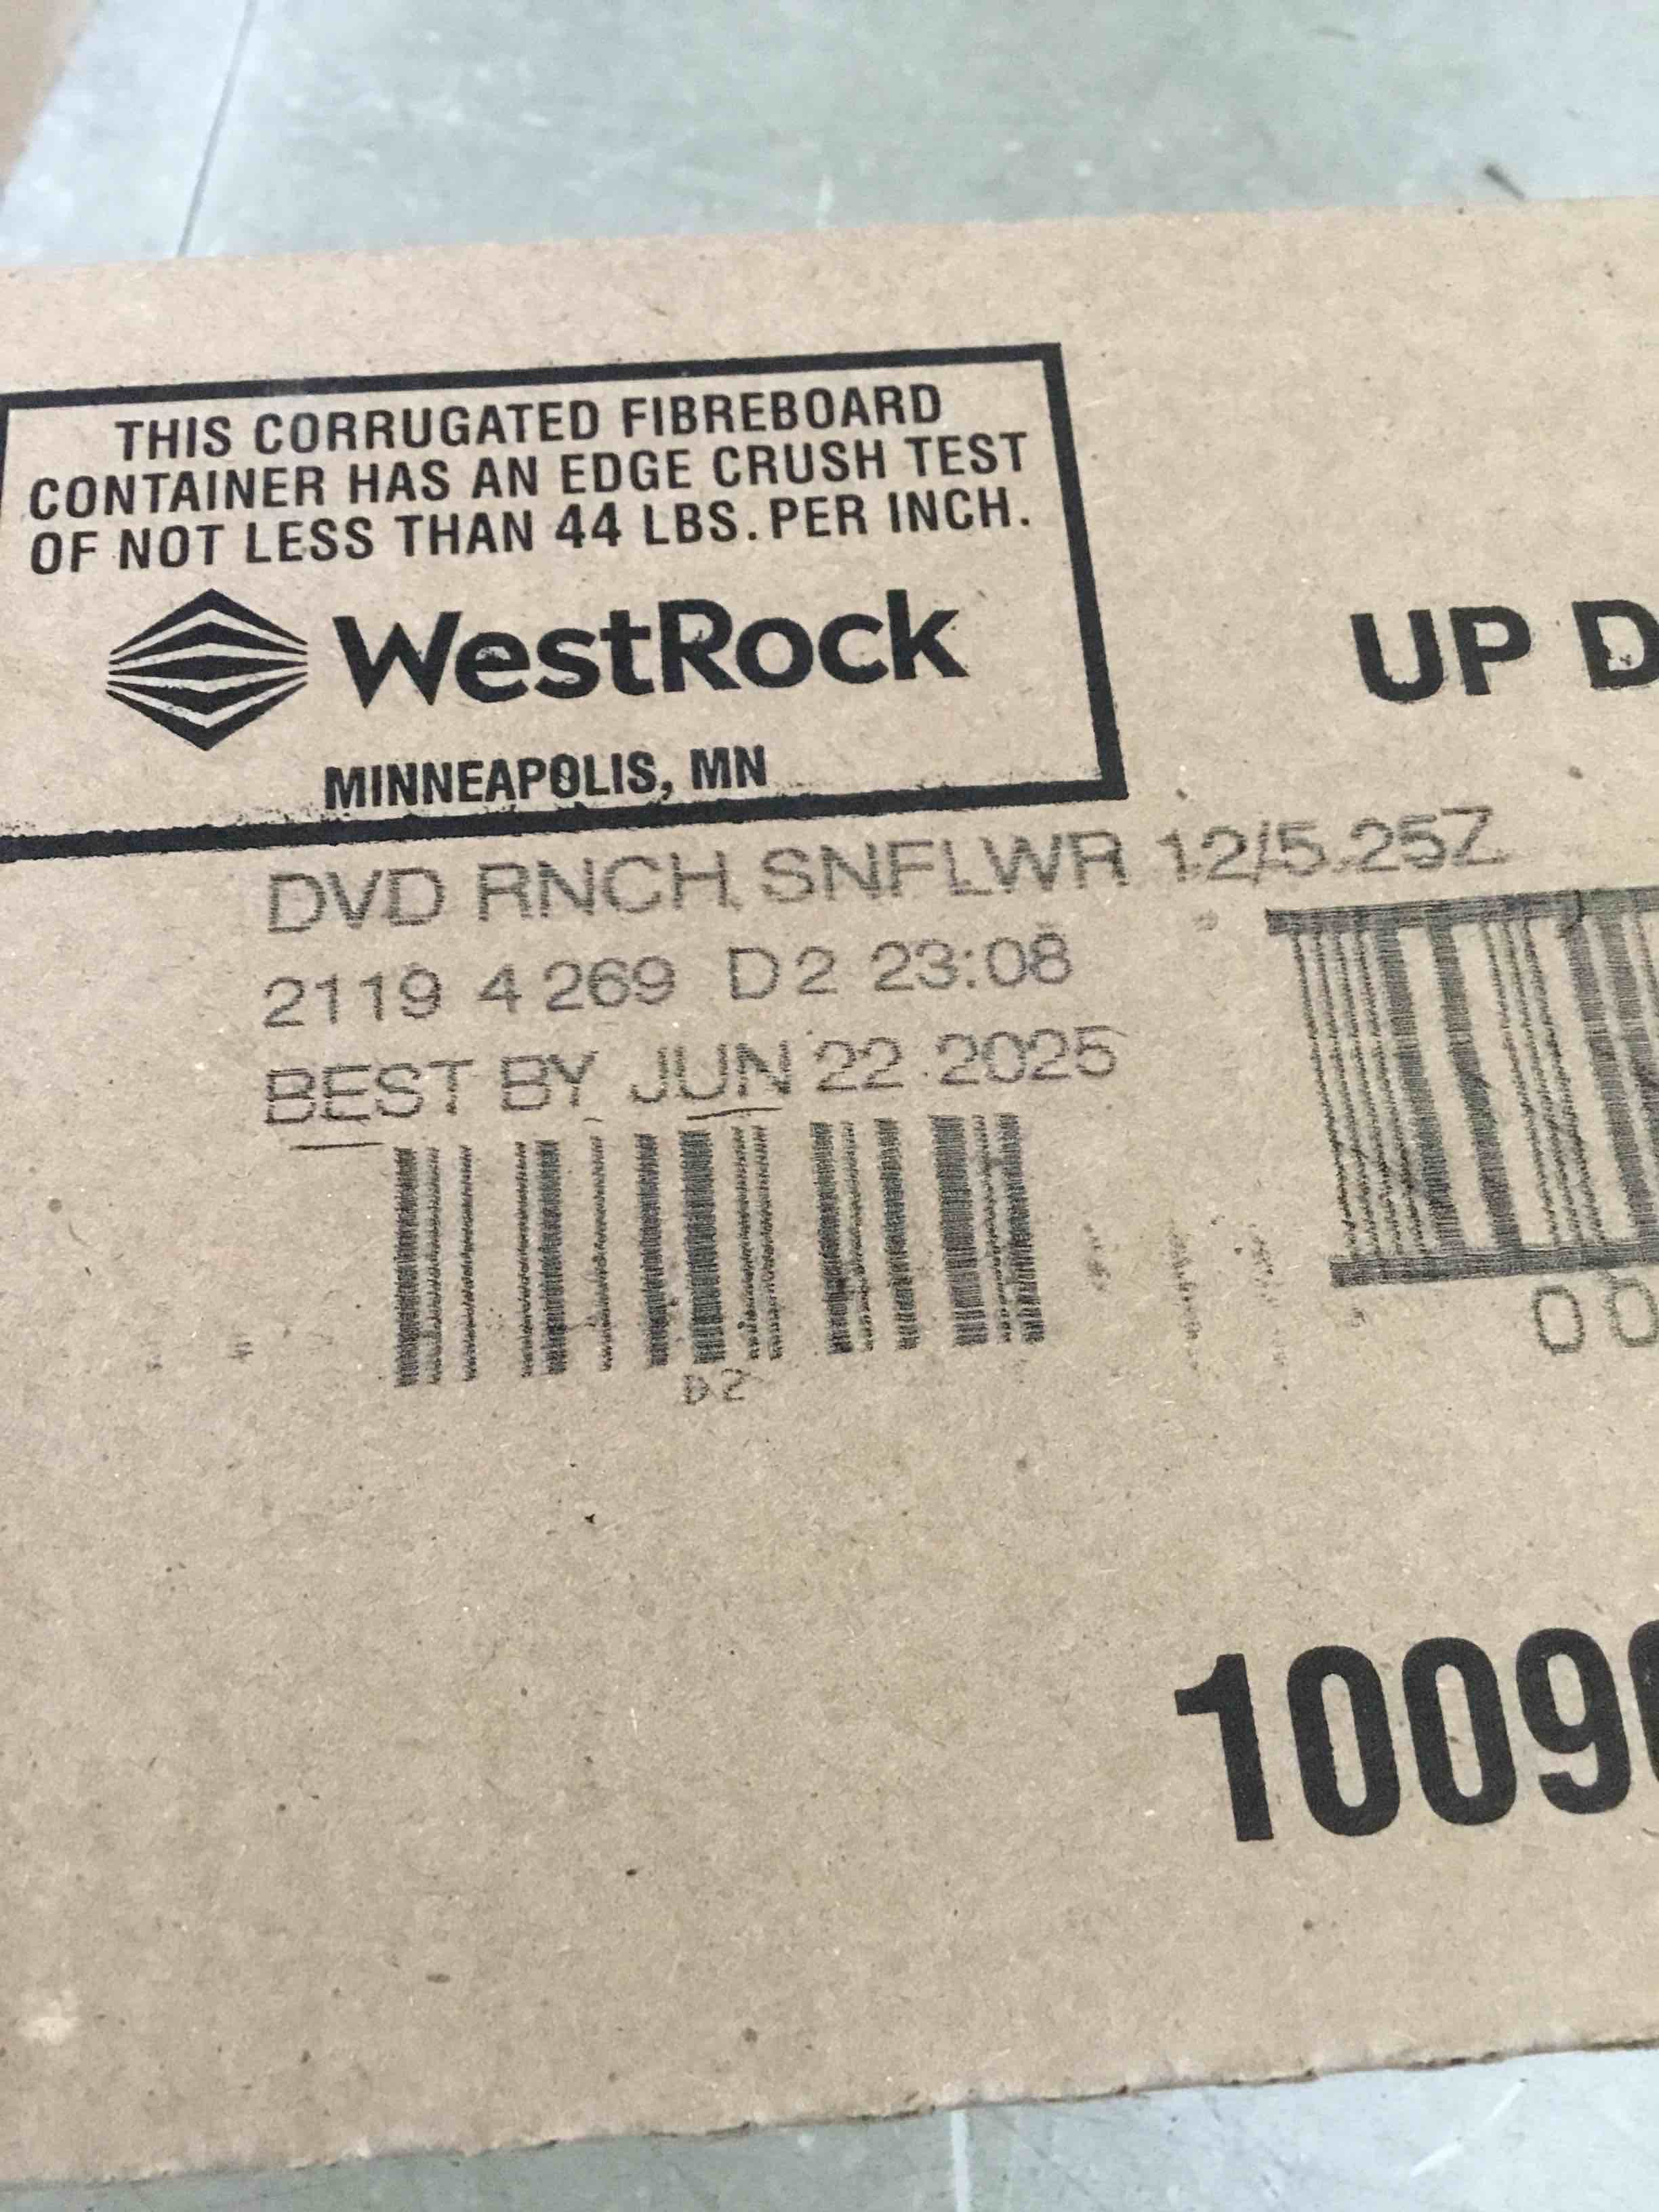 THIS CORRUGATED FIBREBOARD
CONTAINER HAS AN EDGE CRUSH TEST
OF NOT LESS THAN 44 LBS. PER INCH.
WestRock
MINNEAPOLIS, MN
UP D
DVD RNCH SNFLWR 12/5.25Z
2119 4 269 D2 23:08
BEST BY JUN 22 2025
D2
00
1009